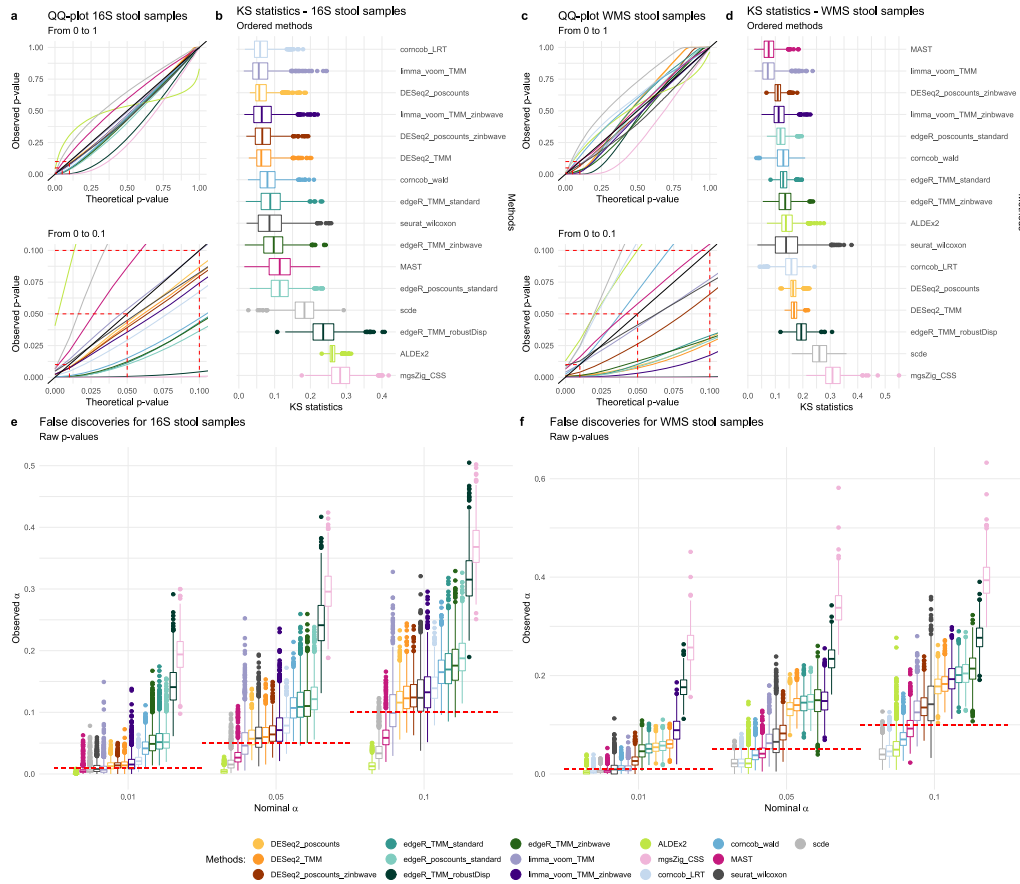 a QQ-plot 16S stool samples
From 0 to 1
Observed p-value
1.00
0.75
0.50
0.25
0.00
0.00 0.25 0.50 0.75 1.00
Theoretical p-value
From 0 to 0.1
Observed p-value
0.100
0.075
0.050
0.025
0.000
0.000 0.025 0.050 0.075 0.100
Theoretical p-value
b KS statistics - 16S stool samples
Ordered methods
corncob_LRT
limma_voom_TMM
DESeq2_poscounts
limma_voom_TMM_zinbwave
DESeq2_poscounts_zinbwave
DESeq2_TMM
corncob_wald
edgeR_TMM_standard
seurat_wilcoxon
edgeR_TMM_zinbwave
MAST
edgeR_poscounts_standard
scde
edgeR_TMM_robustDisp
ALDEx2
mgsZig_CSS
Methods
0.0 0.1 0.2 0.3 0.4
KS statistics
c QQ-plot WMS stool samples
From 0 to 1
Observed p-value
1.00
0.75
0.50
0.25
0.00
0.00 0.25 0.50 0.75 1.00
Theoretical p-value
From 0 to 0.1
Observed p-value
0.100
0.075
0.050
0.025
0.000
0.000 0.025 0.050 0.075 0.100
Theoretical p-value
d KS statistics - WMS stool samples
Ordered methods
MAST
limma_voom_TMM
DESeq2_poscounts_zinbwave
limma_voom_TMM_zinbwave
edgeR_poscounts_standard
corncob_wald
edgeR_TMM_standard
edgeR_TMM_zinbwave
ALDEx2
seurat_wilcoxon
corncob_LRT
DESeq2_poscounts
DESeq2_TMM
edgeR_TMM_robustDisp
scde
mgsZig_CSS
0.0 0.1 0.2 0.3 0.4 0.5
KS statistics
e False discoveries for 16S stool samples
Raw p-values
Observed α
0.5
0.4
0.3
0.2
0.1
0.0
0.01 0.05 0.1
Nominal α
f False discoveries for WMS stool samples
Raw p-values
Observed α
0.6
0.4
0.2
0.0
0.01 0.05 0.1
Nominal α
Methods:
DESeq2_poscounts edgeR_TMM_standard edgeR_TMM_zinbwave ALDEx2 corncob_wald scde
DESeq2_TMM edgeR_poscounts_standard limma_voom_TMM mgsZig_CSS MAST
DESeq2_poscounts_zinbwave edgeR_TMM_robustDisp limma_voom_TMM_zinbwave corncob_LRT seurat_wilcoxon